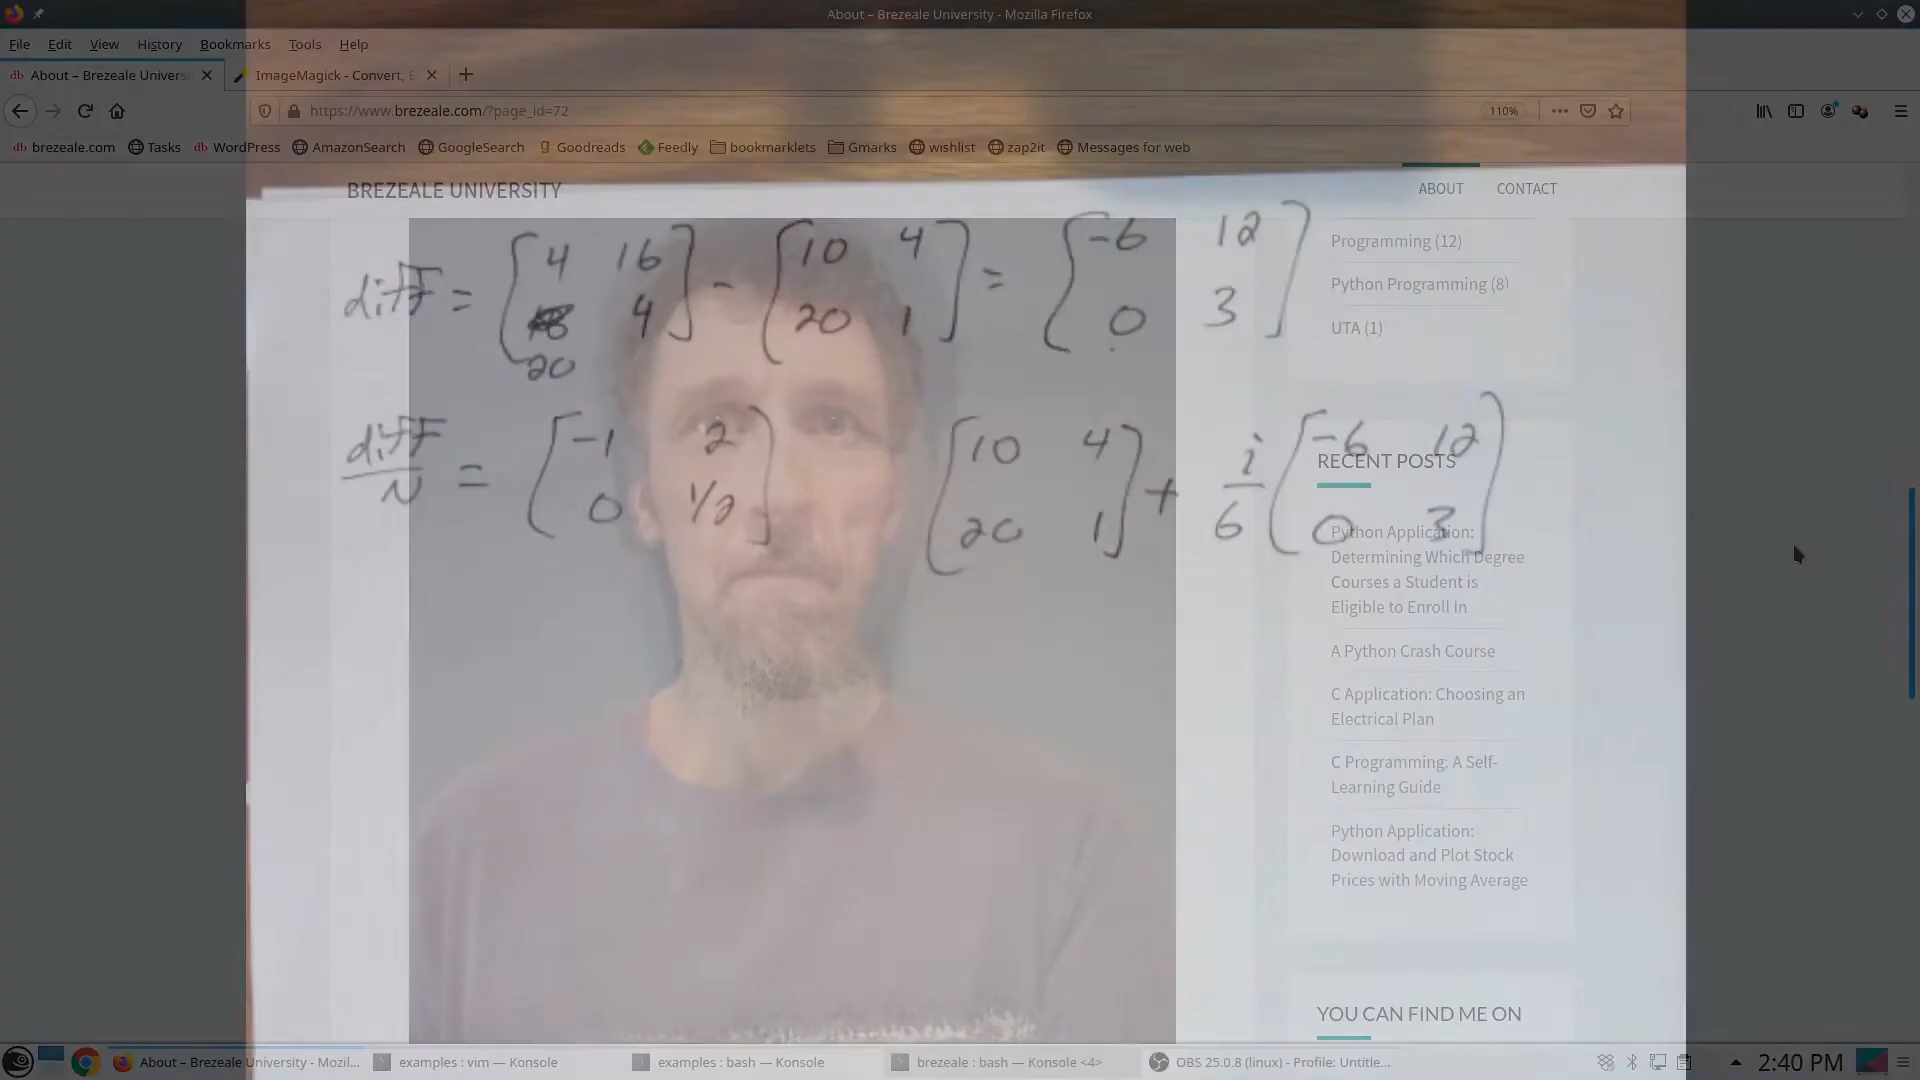 About – Brezeale University - Mozilla Firefox
File Edit View History Bookmarks Tools Help
db About – Brezeale Univers ImageMagick - Convert, E
https://www.brezeale.com/?page_id=72 110%
db brezeale.com Tasks db WordPress AmazonSearch GoogleSearch Goodreads Feedly bookmarklets Gmarks wishlist zap2it Messages for web
BREZEALE UNIVERSITY ABOUT CONTACT
diff = [4 16 - [10 4 = [-6 12
4] 20 1] 0 3]
20
diff/N = [-1 2 [10 4 + i/6 [-6 12
0 1/2] 20 1] 0 3]
Programming (12)
Python Programming (8)
UTA (1)
RECENT POSTS
Python Application:
Determining Which Degree
Courses a Student is
Eligible to Enroll In
A Python Crash Course
C Application: Choosing an
Electrical Plan
C Programming: A Self-
Learning Guide
Python Application:
Download and Plot Stock
Prices with Moving Average
YOU CAN FIND ME ON
About – Brezeale University - Mozil... examples : vim — Konsole examples : bash — Konsole brezeale : bash — Konsole <4> OBS 25.0.8 (linux) - Profile: Untitle... 2:40 PM